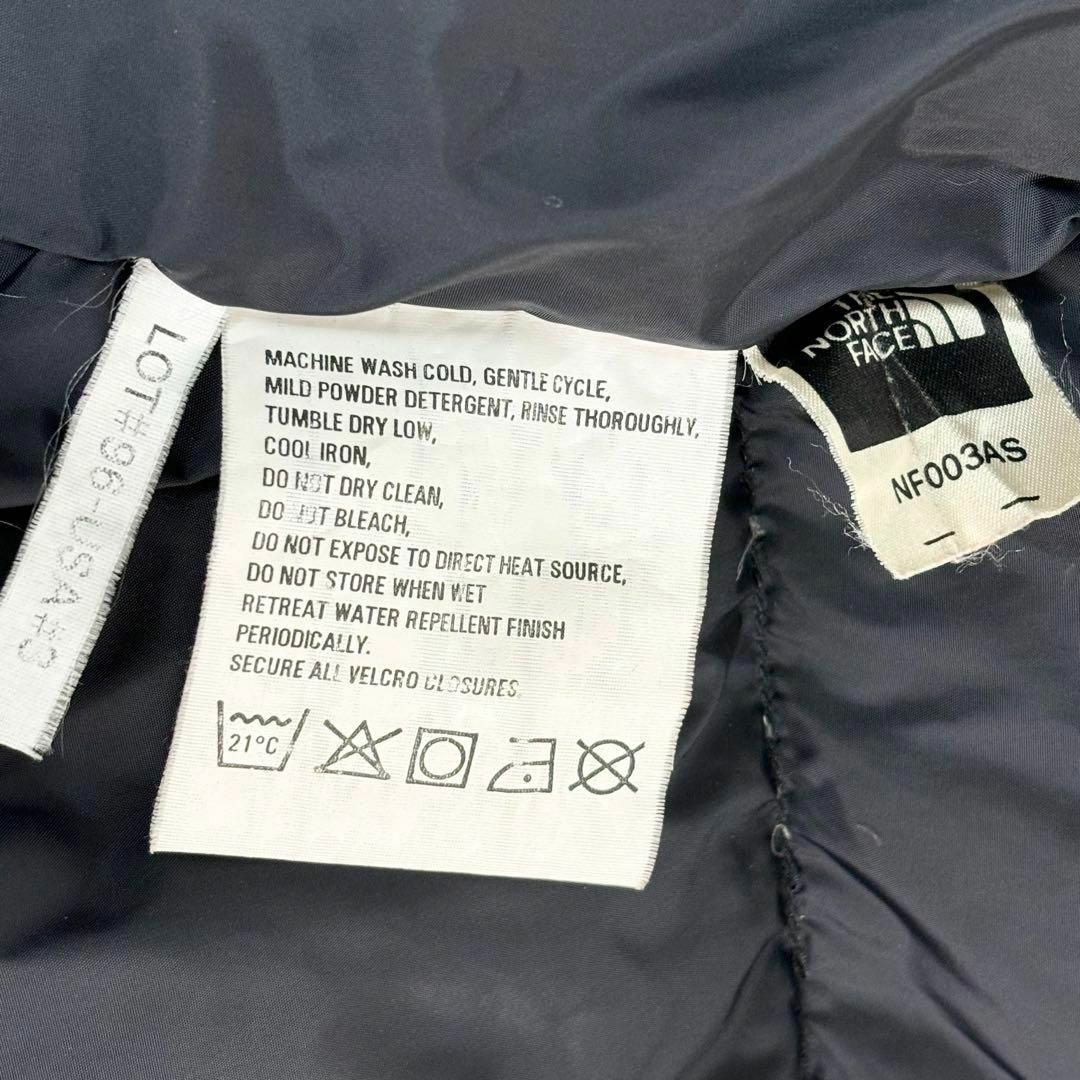 LOT#99-USA#3
MACHINE WASH COLD, GENTLE CYCLE,
MILD POWDER DETERGENT, RINSE THOROUGHLY,
TUMBLE DRY LOW,
COOL IRON,
DO NOT DRY CLEAN,
DO NOT BLEACH,
DO NOT EXPOSE TO DIRECT HEAT SOURCE,
DO NOT STORE WHEN WET
RETREAT WATER REPELLENT FINISH
PERIODICALLY.
SECURE ALL VELCRO CLOSURES.
21°C
THE
NORTH
FACE
NF003AS